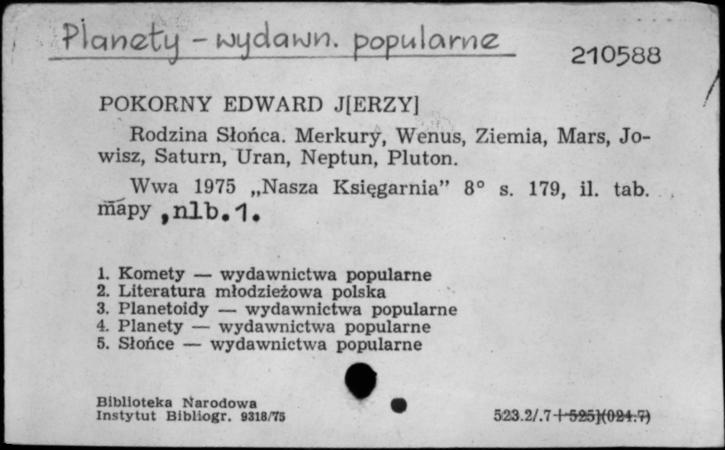 Planety - wydawn. popularne
210588
POKORNY EDWARD J[ERZY]
Rodzina Słońca. Merkury, Wenus, Ziemia, Mars, Jo-
wisz, Saturn, Uran, Neptun, Pluton.
Wwa 1975 „Nasza Księgarnia” 8° s. 179, il. tab.
mapy , nlb. 1.
1. Komety — wydawnictwa popularne
2. Literatura młodzieżowa polska
3. Planetoidy — wydawnictwa popularne
4. Planety — wydawnictwa popularne
5. Słońce — wydawnictwa popularne
Biblioteka Narodowa
Instytut Bibliogr. 9318/75
523.2/.7+525](024.7)